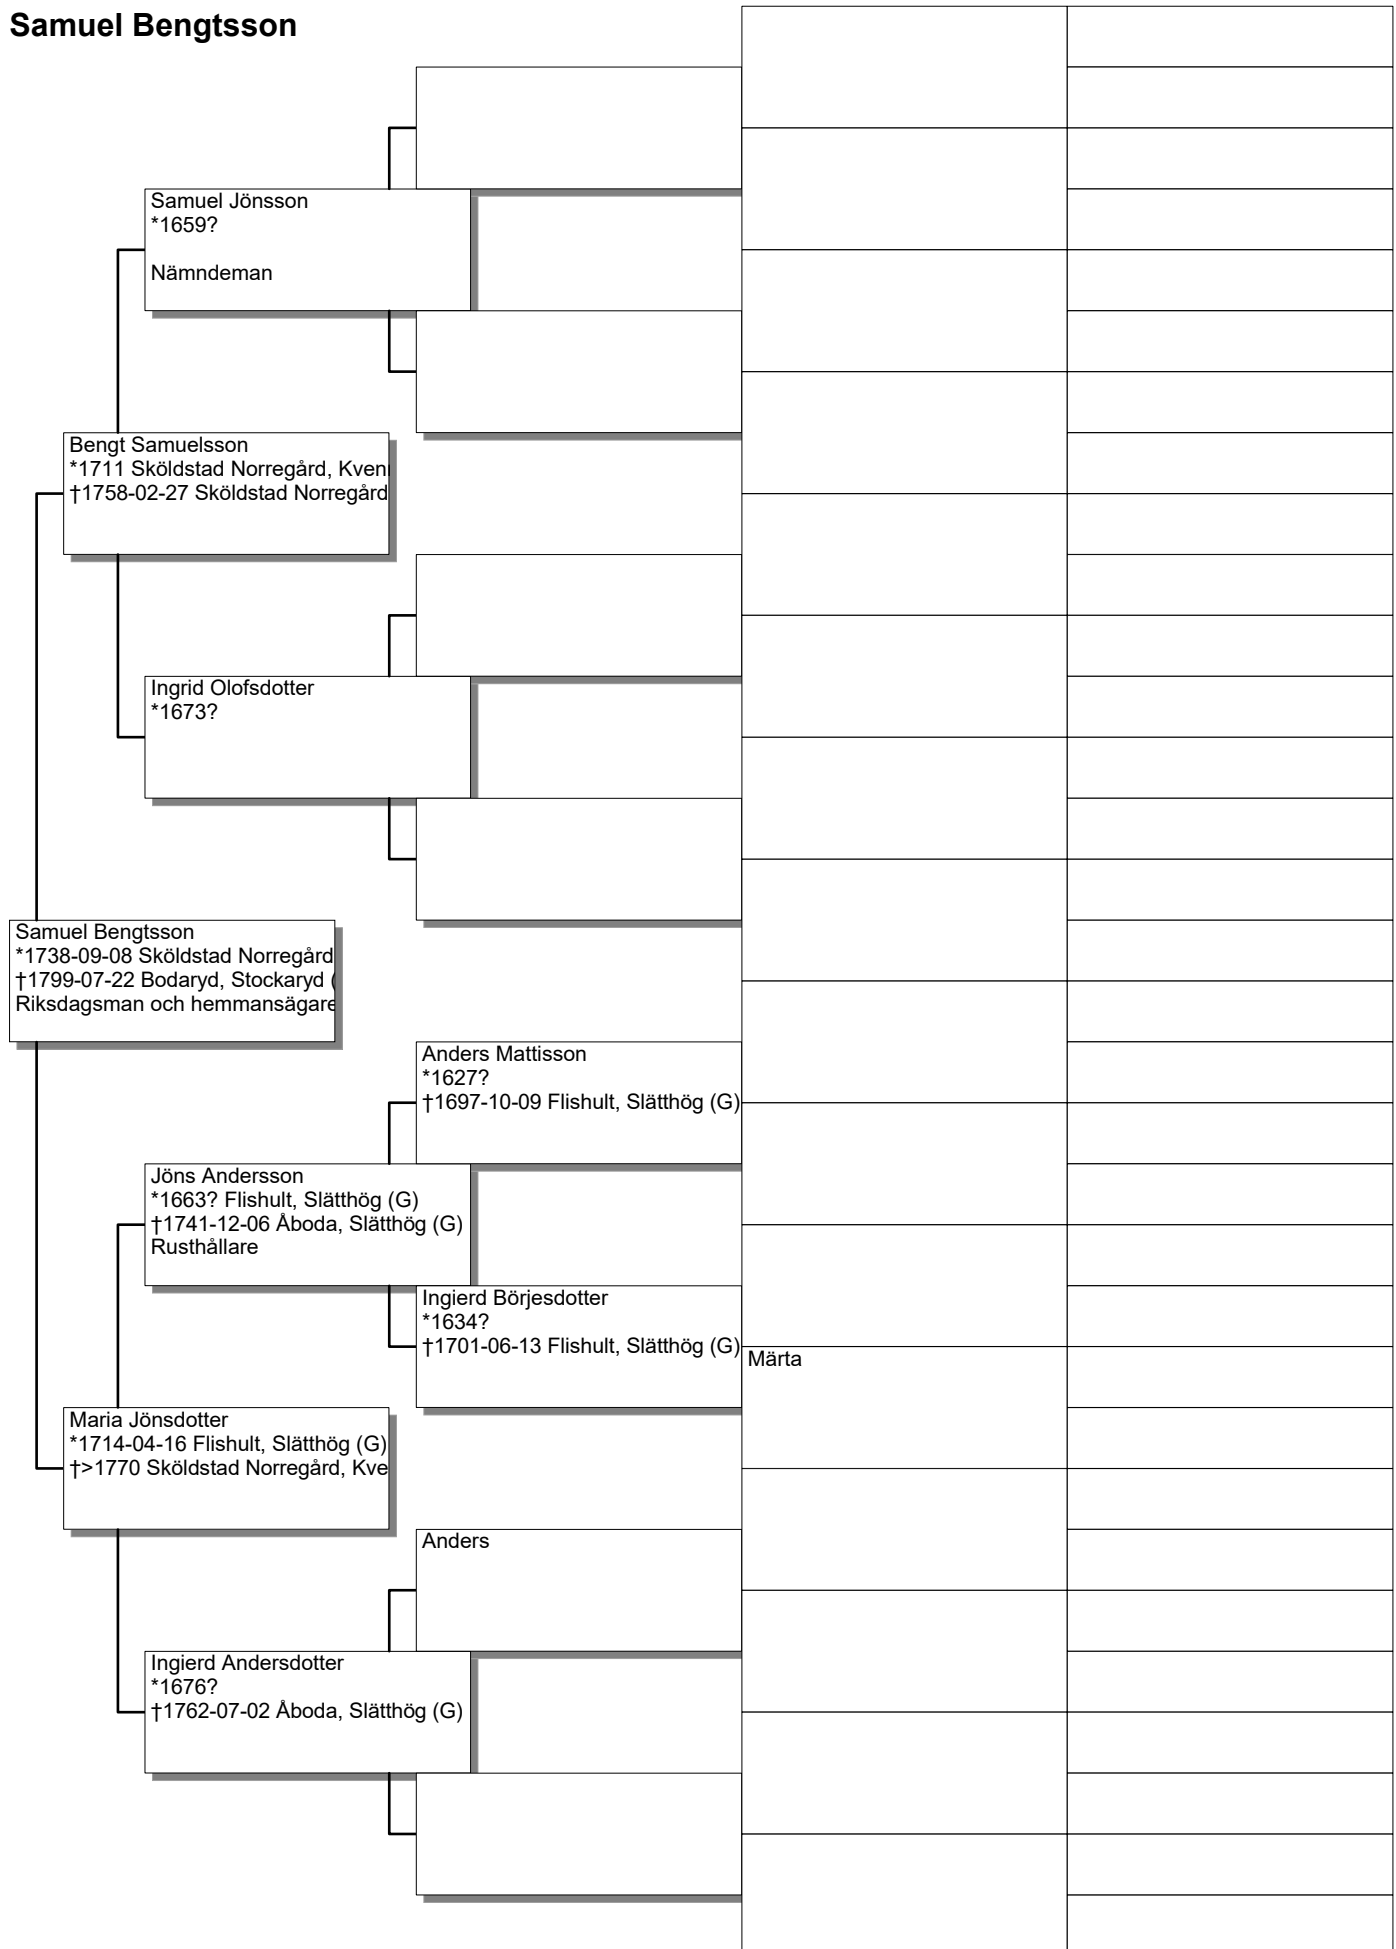 Samuel Bengtsson
Samuel Jönsson
*1659?
Nämndeman
Bengt Samuelsson
*1711 Sköldstad Norregård, Kven
†1758-02-27 Sköldstad Norregård
Ingrid Olofsdotter
*1673?
Samuel Bengtsson
*1738-09-08 Sköldstad Norregård
†1799-07-22 Bodaryd, Stockaryd (
Riksdagsman och hemmansägare
Anders Mattisson
*1627?
†1697-10-09 Flishult, Slätthög (G)
Jöns Andersson
*1663? Flishult, Slätthög (G)
†1741-12-06 Åboda, Slätthög (G)
Rusthållare
Ingierd Börjesdotter
*1634?
†1701-06-13 Flishult, Slätthög (G)
Märta
Maria Jönsdotter
*1714-04-16 Flishult, Slätthög (G)
†>1770 Sköldstad Norregård, Kve
Anders
Ingierd Andersdotter
*1676?
†1762-07-02 Åboda, Slätthög (G)